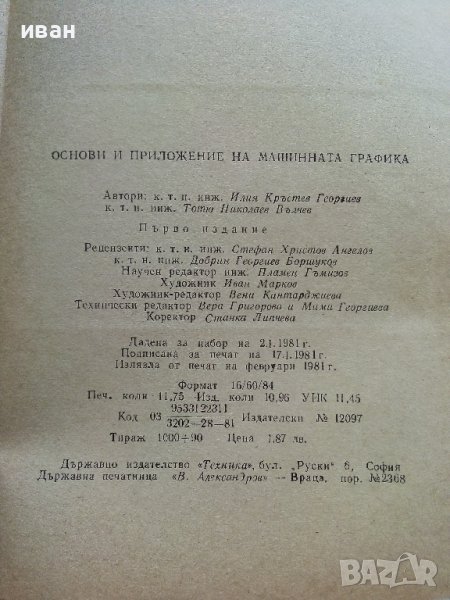 иван
ОСНОВИ И ПРИЛОЖЕНИЕ НА МАШИННАТА ГРАФИКА
Автори: к. т. н. инж. Илия Кръстев Георгиев
к. т. н. инж. Тотю Николаев Вълчев
Първо издание
Рецензенти: к. т. н. инж. Стефан Христов Ангелов
к. т. н. инж. Добрин Георгиев Боршуков
Научен редактор инж. Пламен Гъмизов
Художник Иван Марков
Художник-редактор Вени Кантарджиева
Технически редактор Вера Григорова и Мими Георгиева
Коректор Станка Лавчева
Дадена за набор на 2.I.1981 г.
Подписана за печат на 17.I.1981 г.
Излязла от печат на февруари 1981 г.
Формат 16/60/84
Печ. коли 11,75 Изд. коли 10,96 УИК 11,45
Код 03 9533122311
3202—28—81 Издателски № 12097
Тираж 1000+90 Цена 1,87 лв.
Държавно издателство «Техника», бул. „Руски“ 6, София
Държавна печатница «В. Александров» — Враца, пор. № 2368
BAZAR